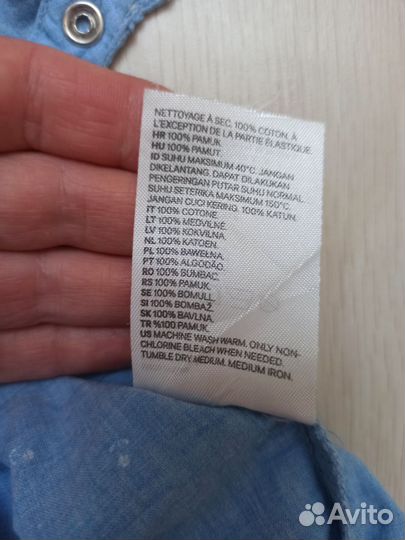 NETTOYAGE À SEC. 100% COTON. À
L'EXCEPTION DE LA PARTIE ÉLASTIQUE.
HR 100% PAMUK.
HU 100% PAMUT.
ID SUHU MAKSIMUM 40°C. JANGAN
DIKELANTANG. DAPAT DILAKUKAN
PENGERINGAN PUTAR SUHU NORMAL.
SUHU SETERIKA MAKSIMUM 150°C.
JANGAN CUCI KERING. 100% KATUN.
IT 100% COTONE.
LT 100% MEDVILNĖ.
LV 100% KOKVILNA.
NL 100% KATOEN.
PL 100% BAWEŁNA.
PT 100% ALGODÃO.
RO 100% BUMBAC.
RS 100% PAMUK.
SE 100% BOMULL.
SI 100% BOMBAŽ.
SK 100% BAVLNA.
TR %100 PAMUK.
US MACHINE WASH WARM. ONLY NON-
CHLORINE BLEACH WHEN NEEDED.
TUMBLE DRY MEDIUM. MEDIUM IRON.
Avito